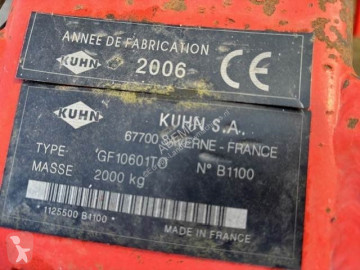 ANNEE DE FABRICATION
KUHN
2006
CE
KUHN
KUHN S.A.
67700 SAVERNE - FRANCE
TYPE: GF10601TO N° B1100
MASSE 2000 kg
*1125500 B1100*
MADE IN FRANCE